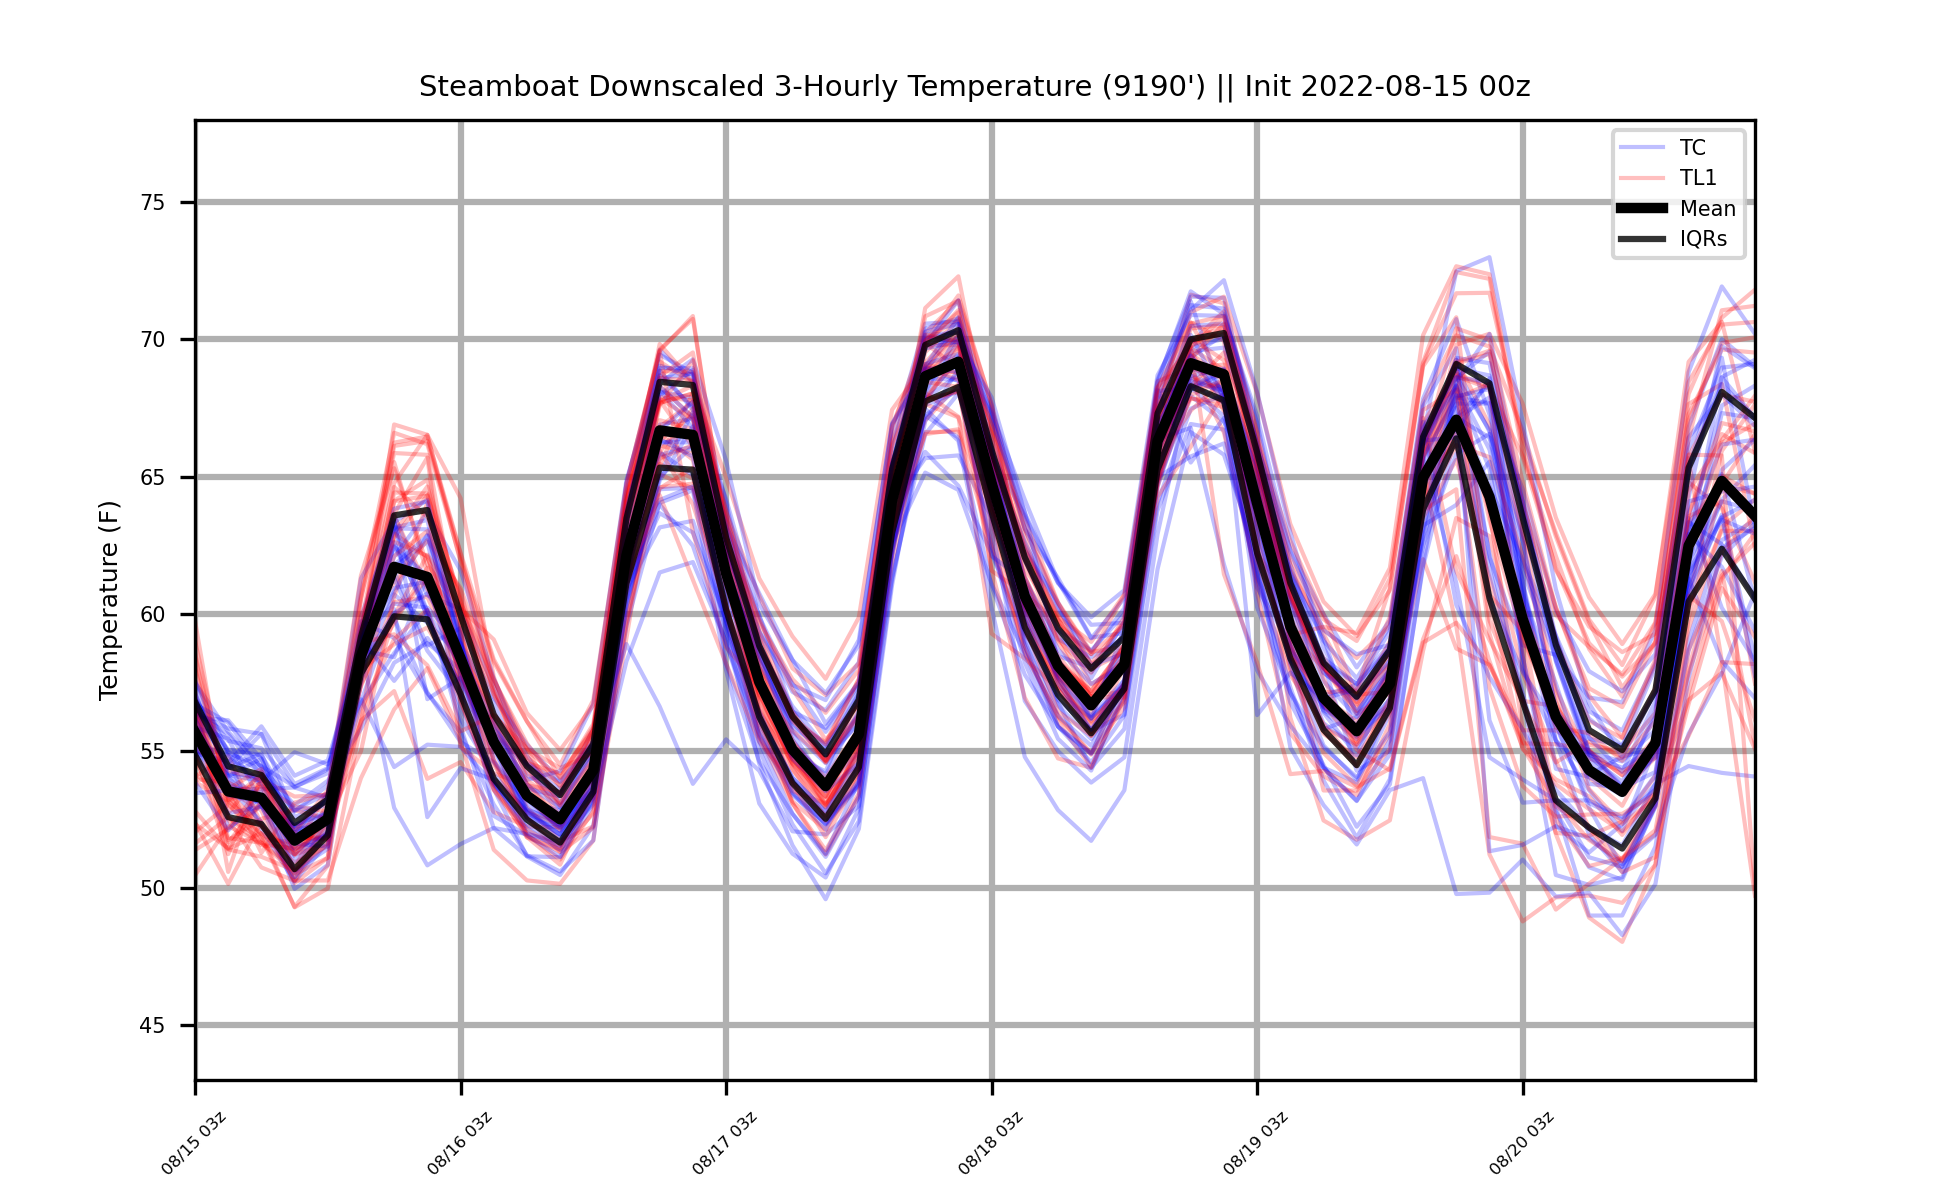 Steamboat Downscaled 3-Hourly Temperature (9190') || Init 2022-08-15 00z
TC
TL1
Mean
IQRs
Temperature (F)
75
70
65
60
55
50
45
08/15 03z
08/16 03z
08/17 03z
08/18 03z
08/19 03z
08/20 03z